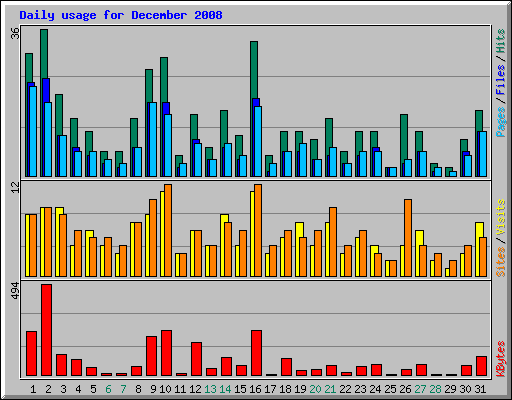 Daily usage for December 2008
36
Pages / Files / Hits
12
Sites / Visits
494
KBytes
1 2 3 4 5 6 7 8 9 10 11 12 13 14 15 16 17 18 19 20 21 22 23 24 25 26 27 28 29 30 31